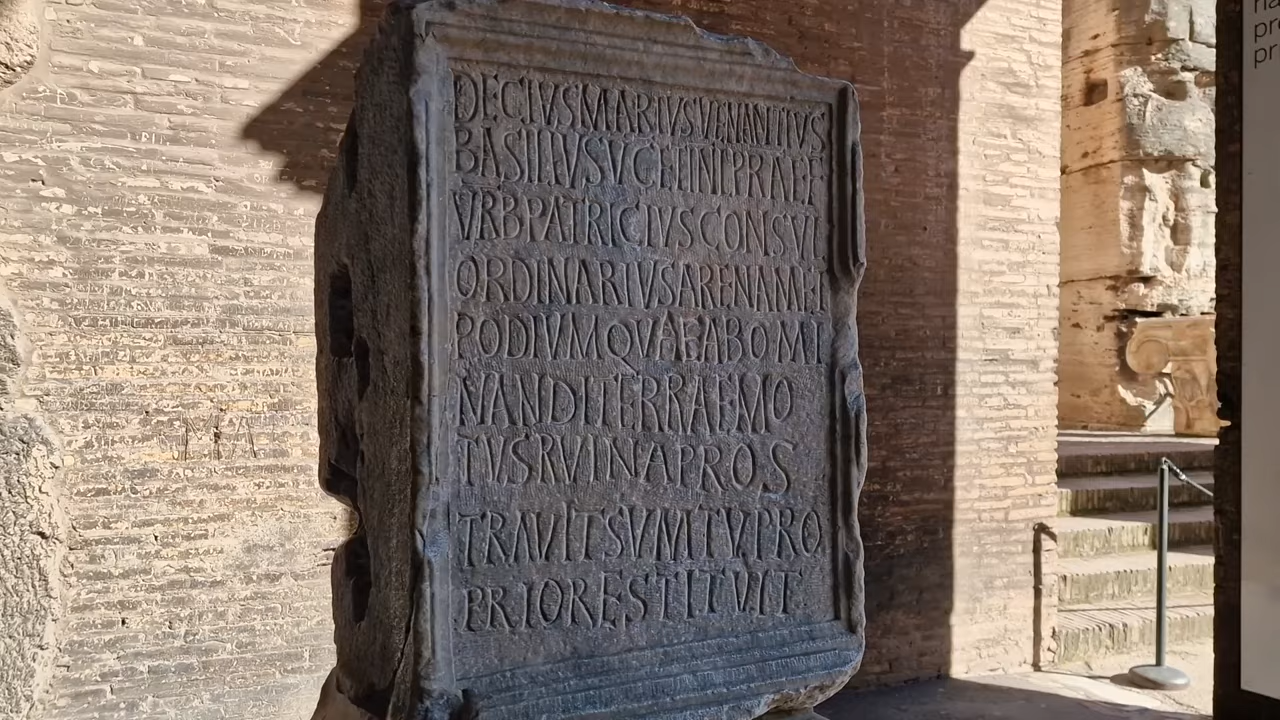 DECIVSMARIVSVENANTIVS
BASILIVSVCETINLPRAEF
VRBPATRICIVSCONSVL
ORDINARIVSARENAMET
PODIVMQVAEABOMI
NANDITERRAEMO
TVSRVINAPROS
TRAVITSVMTVPRO
PRIORESTITVIT